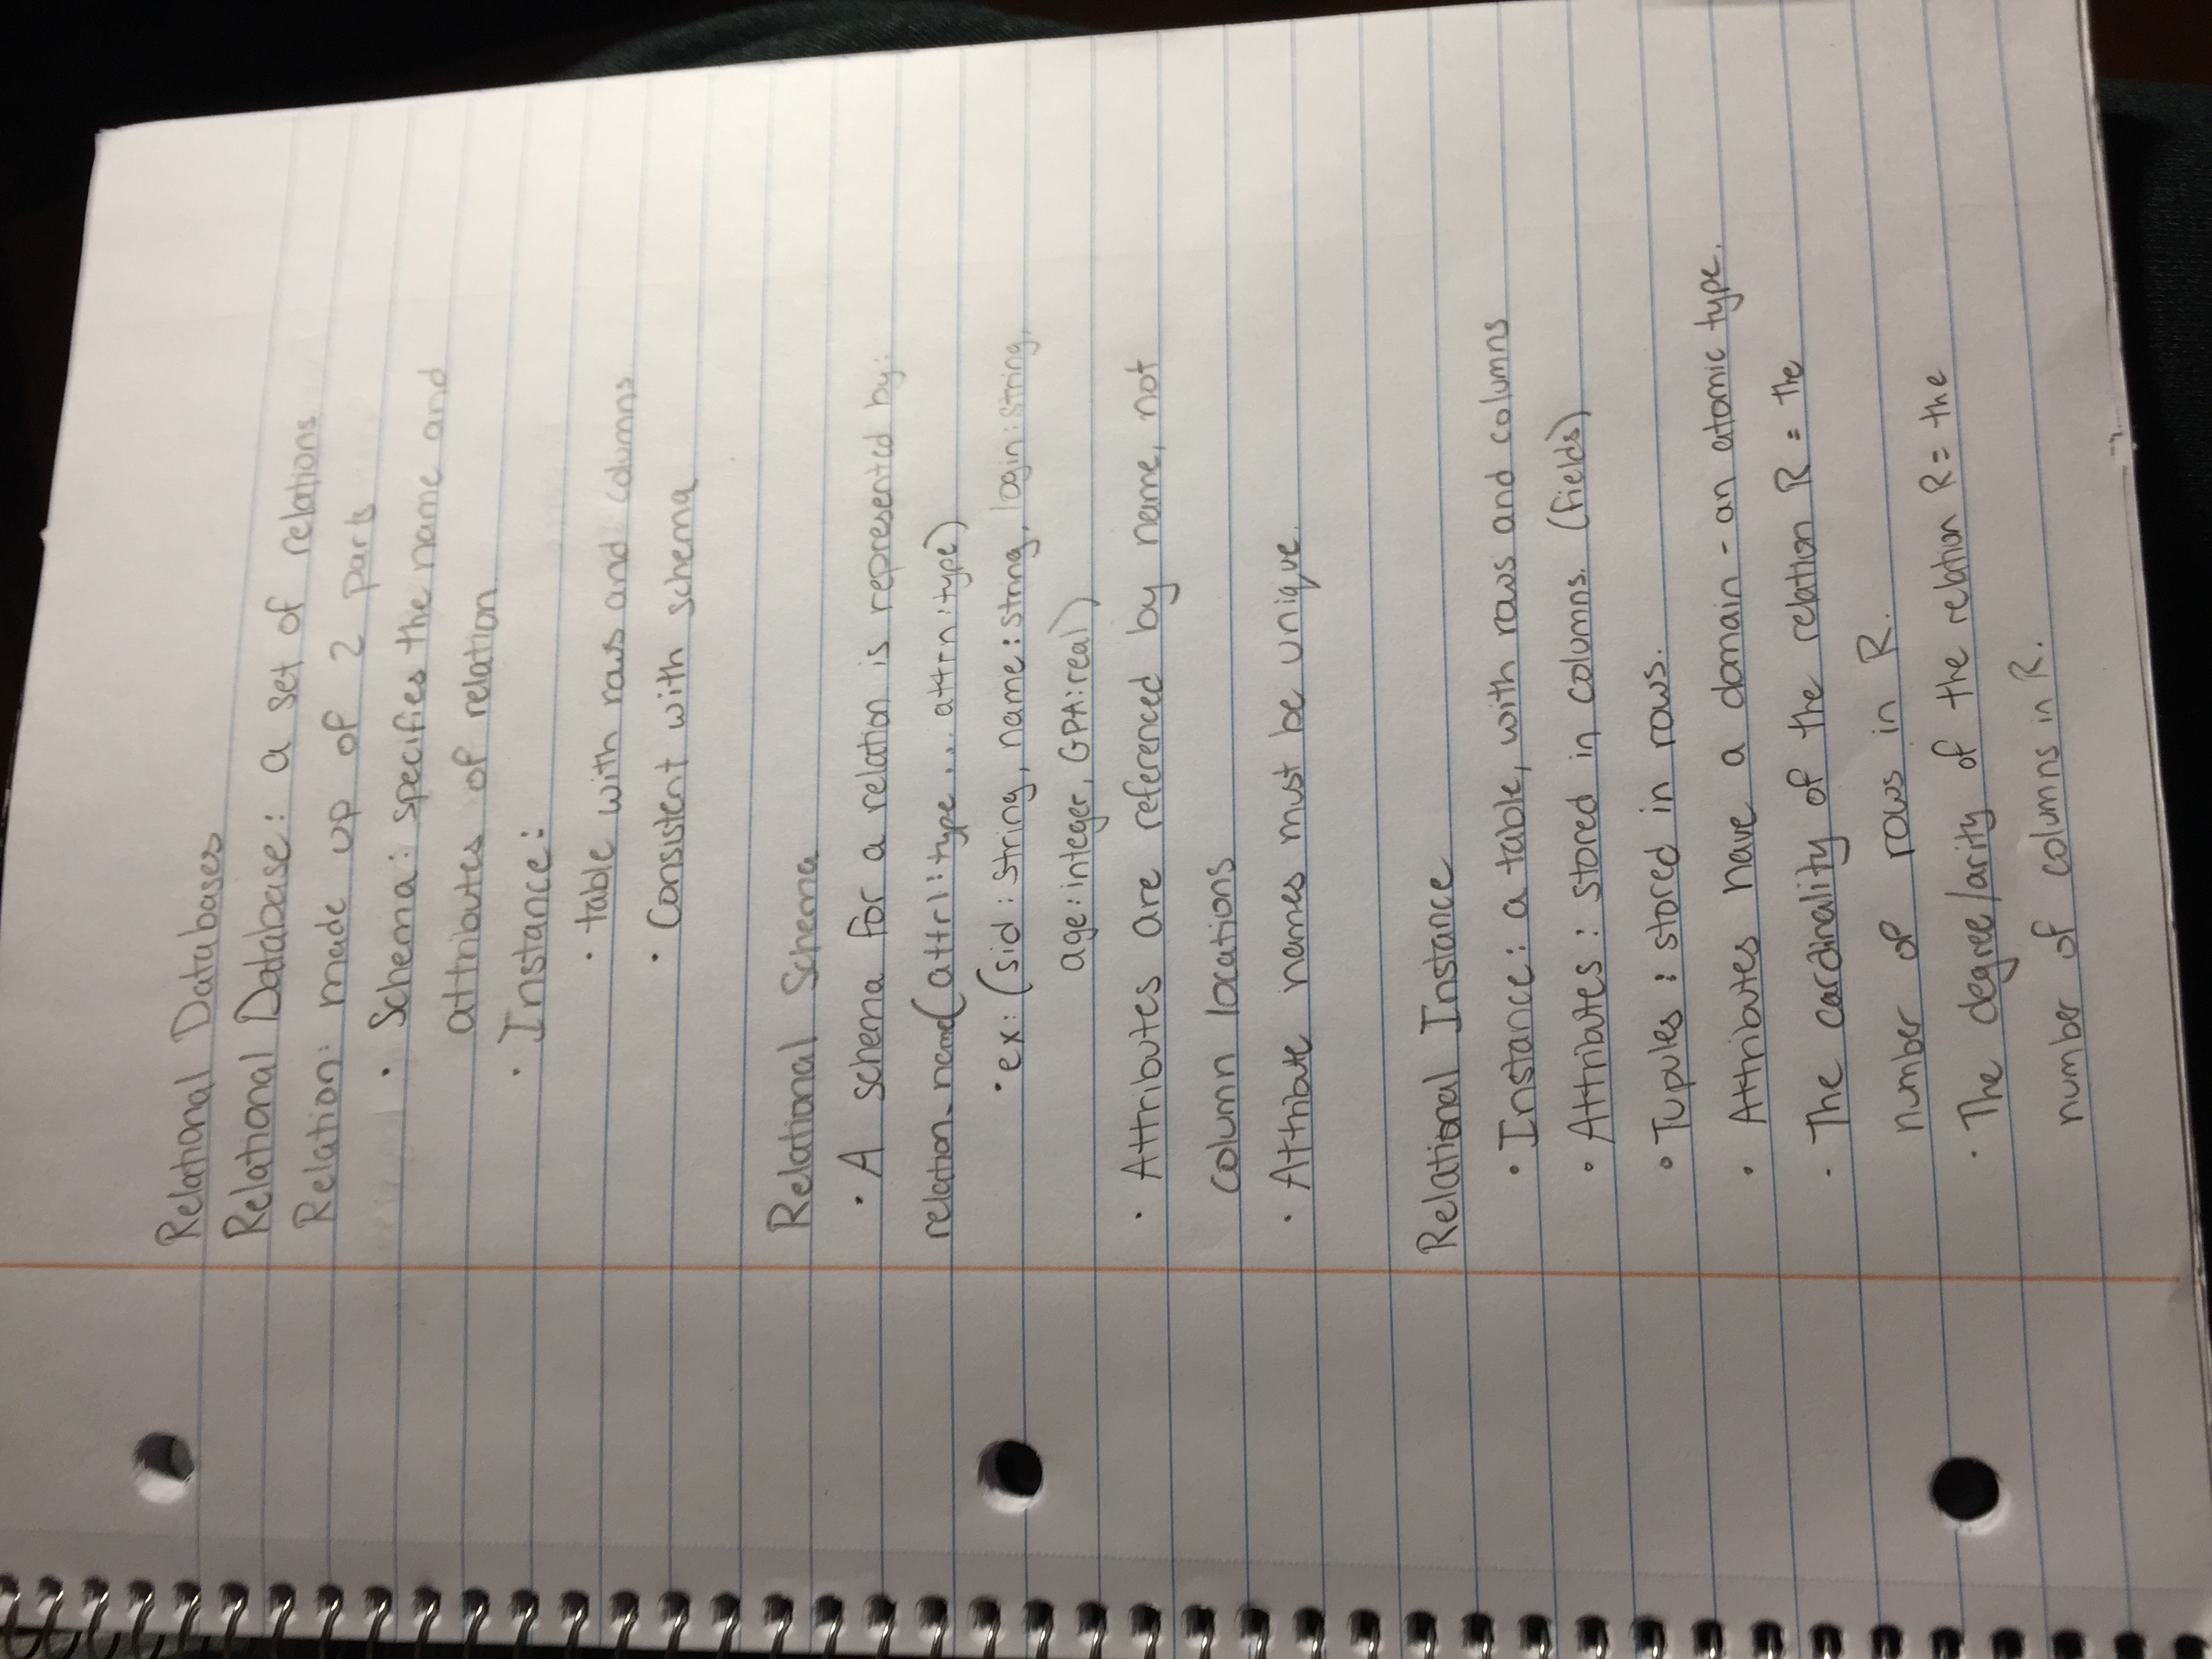 Relational Databases
Relational Database: a set of relations
Relation: made up of 2 parts
• Schema: specifies the name and
attributes of relation
• Instance:
• table with rows and columns
• Consistent with schema
Relational Schema
• A schema for a relation is represented by:
relation_name(attr1:type ... attrn:type)
• ex: (sid: string, name: string, login: string,
age: integer, GPA: real)
• Attributes are referenced by name, not
column locations
• Attribute names must be unique.
Relational Instance
• Instance: a table, with rows and columns
• Attributes: stored in columns. (fields)
• Tupules: stored in rows.
• Attributes have a domain - an atomic type.
• The cardinality of the relation R = the
number of rows in R.
• The degree/arity of the relation R = the
number of columns in R.